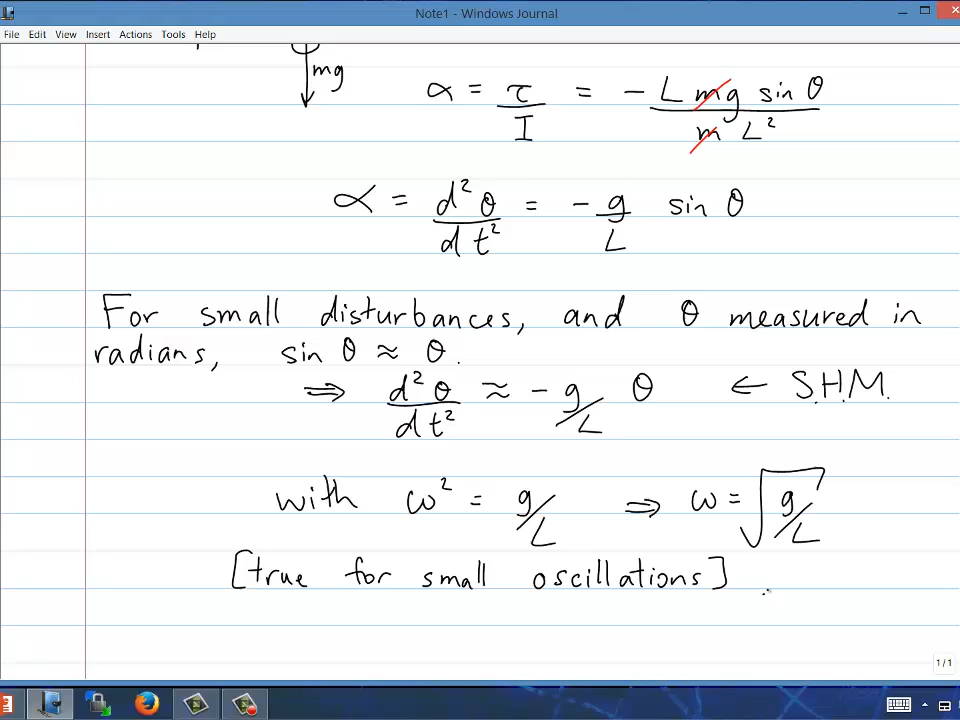 Note1 - Windows Journal
File Edit View Insert Actions Tools Help
mg
α = τ/I = - L mg sin θ / m L²
α = d²θ/dt² = - g/L sin θ
For small disturbances, and θ measured in
radians, sin θ ≈ θ.
⇒ d²θ/dt² ≈ - g/L θ ← S.H.M.
with ω² = g/L ⇒ ω = √(g/L)
[true for small oscillations]
1/1